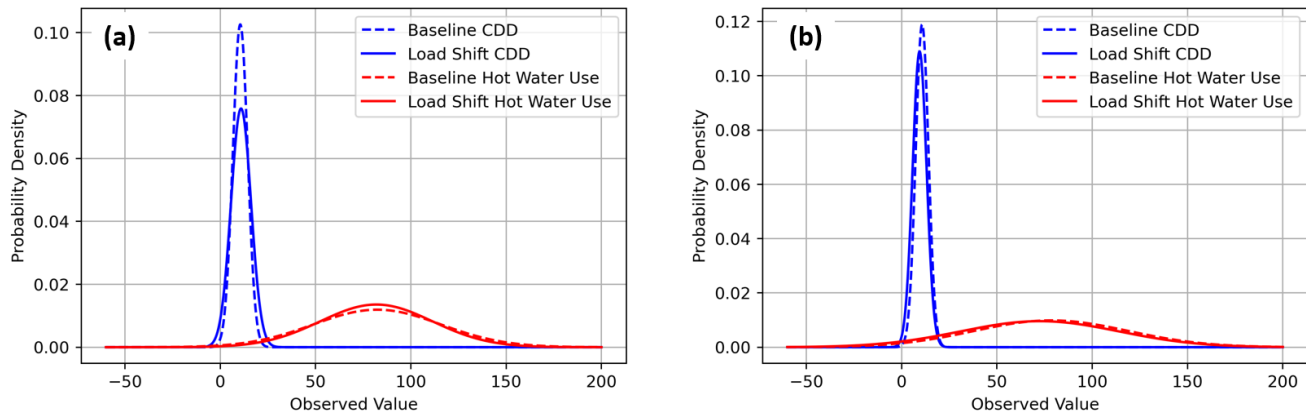 (a)
Baseline CDD
Load Shift CDD
Baseline Hot Water Use
Load Shift Hot Water Use
Probability Density
0.10
0.08
0.06
0.04
0.02
0.00
−50
0
50
100
150
200
Observed Value
(b)
Baseline CDD
Load Shift CDD
Baseline Hot Water Use
Load Shift Hot Water Use
Probability Density
0.12
0.10
0.08
0.06
0.04
0.02
0.00
−50
0
50
100
150
200
Observed Value